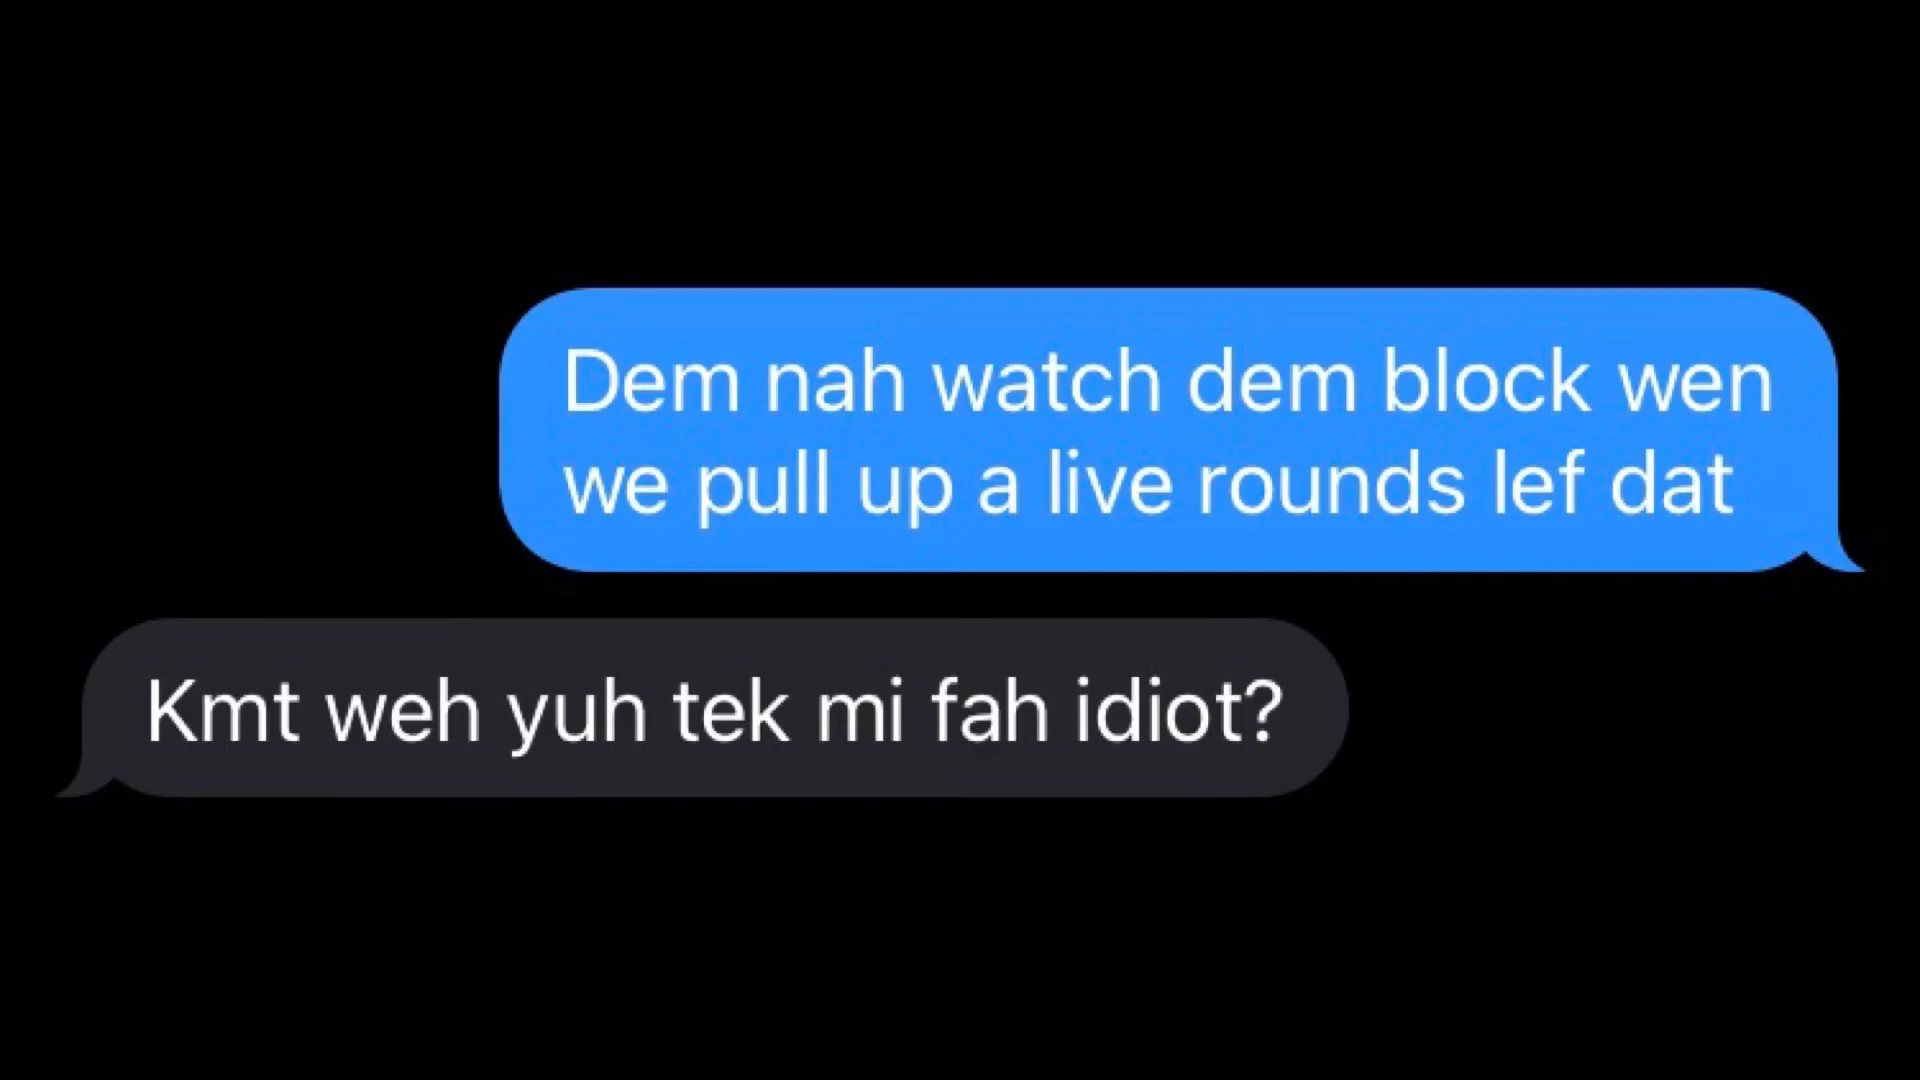 Dem nah watch dem block wen
we pull up a live rounds lef dat
Kmt weh yuh tek mi fah idiot?